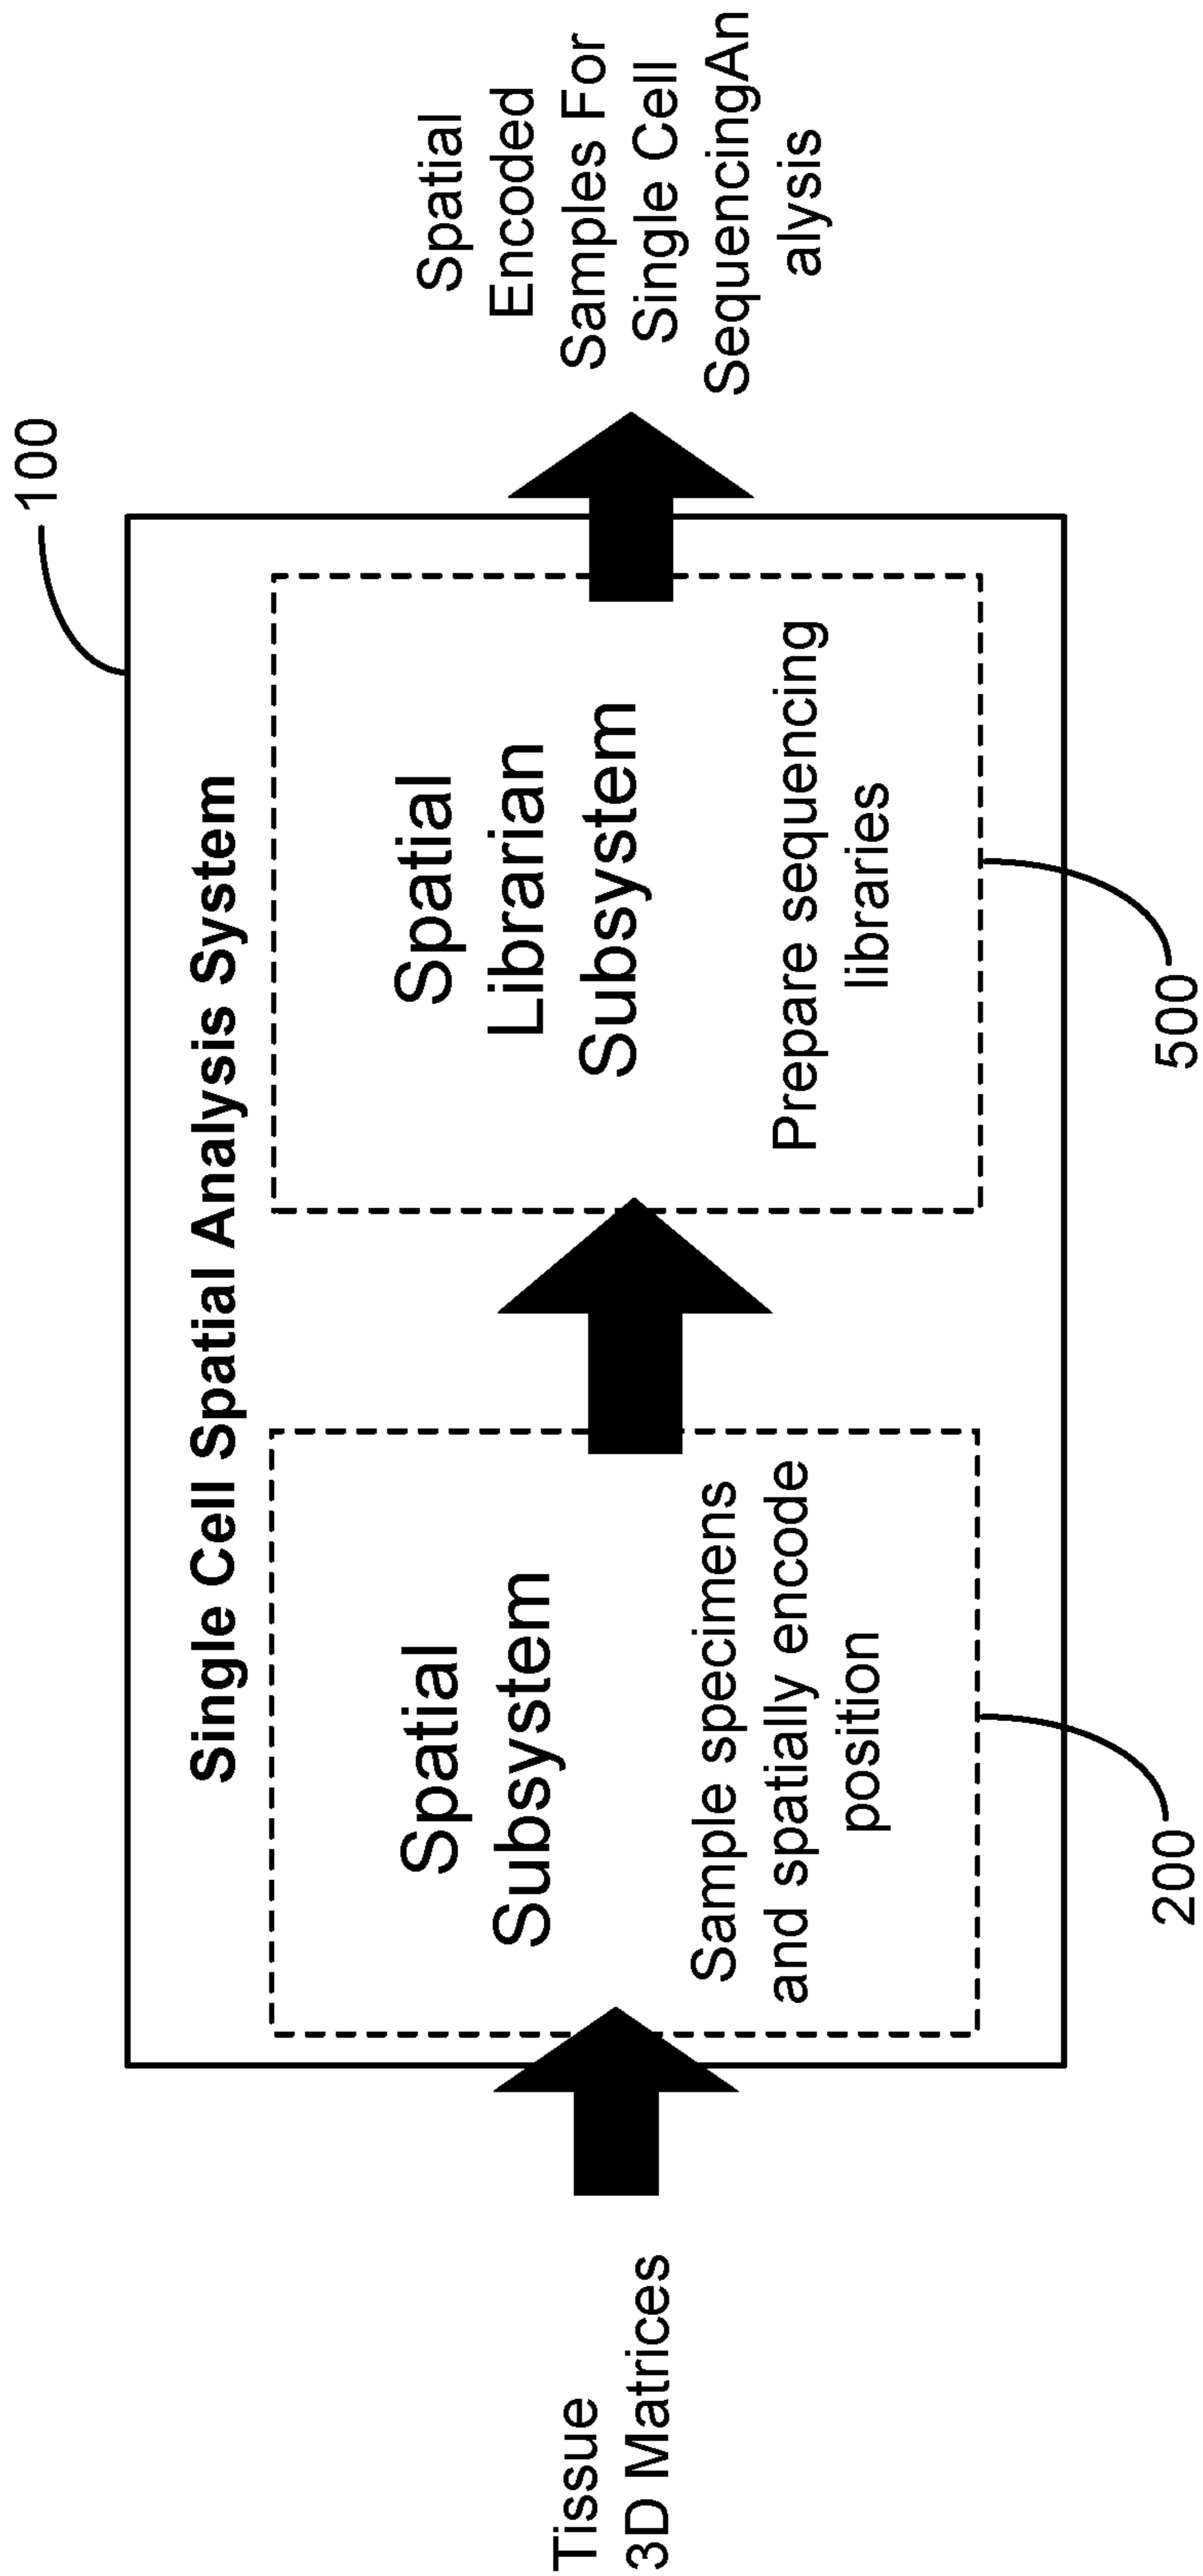 100
Single Cell Spatial Analysis System
Tissue
3D Matrices
Spatial
Subsystem
Sample specimens
and spatially encode
position
Spatial
Librarian
Subsystem
Prepare sequencing
libraries
Spatial
Encoded
Samples For
Single Cell
SequencingAn
alysis
200
500